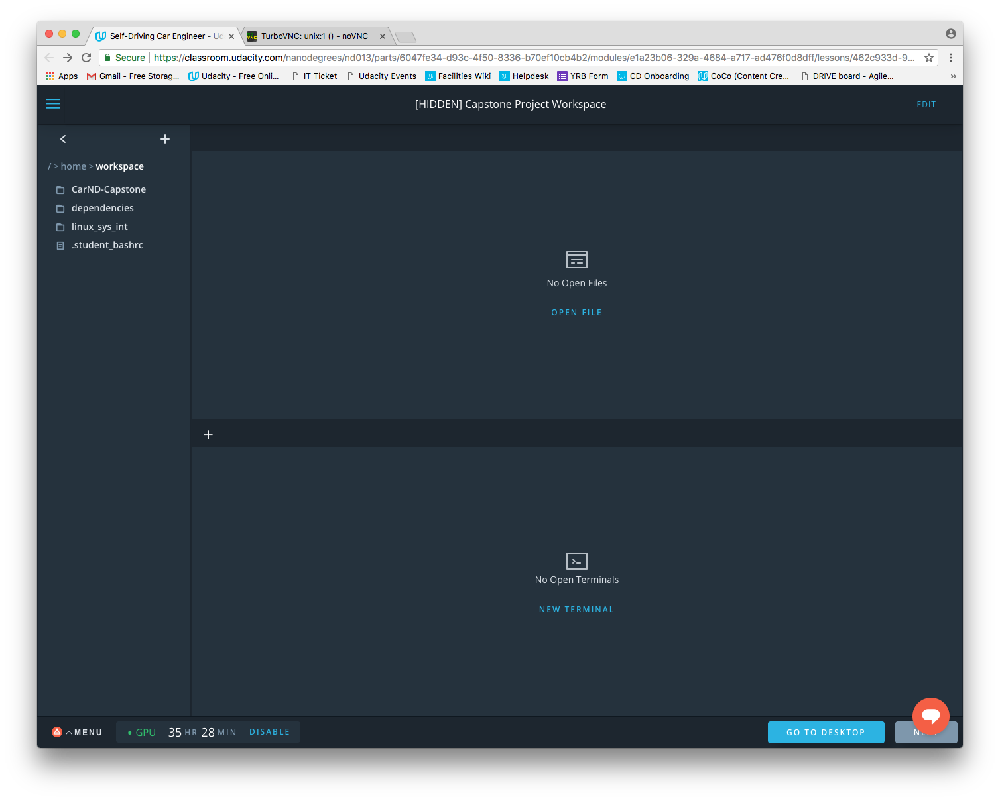 Self-Driving Car Engineer - Ud
TurboVNC: unix:1 () - noVNC
Secure
https://classroom.udacity.com/nanodegrees/nd013/parts/6047fe34-d93c-4f50-8336-b70ef10cb4b2/modules/e1a23b06-329a-4684-a717-ad476f0d8dff/lessons/462c933d-9...
Apps
Gmail - Free Storag...
Udacity - Free Onli...
IT Ticket
Udacity Events
Facilities Wiki
Helpdesk
YRB Form
CD Onboarding
CoCo (Content Cre...
DRIVE board - Agile...
»
[HIDDEN] Capstone Project Workspace
EDIT
/ > home > workspace
CarND-Capstone
dependencies
linux_sys_int
.student_bashrc
No Open Files
OPEN FILE
No Open Terminals
NEW TERMINAL
MENU
GPU 35 HR 28 MIN DISABLE
GO TO DESKTOP